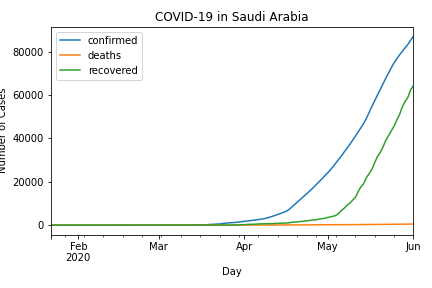 COVID-19 in Saudi Arabia
confirmed
deaths
recovered
Number of Cases
80000
60000
40000
20000
0
Feb
2020
Mar
Apr
May
Jun
Day